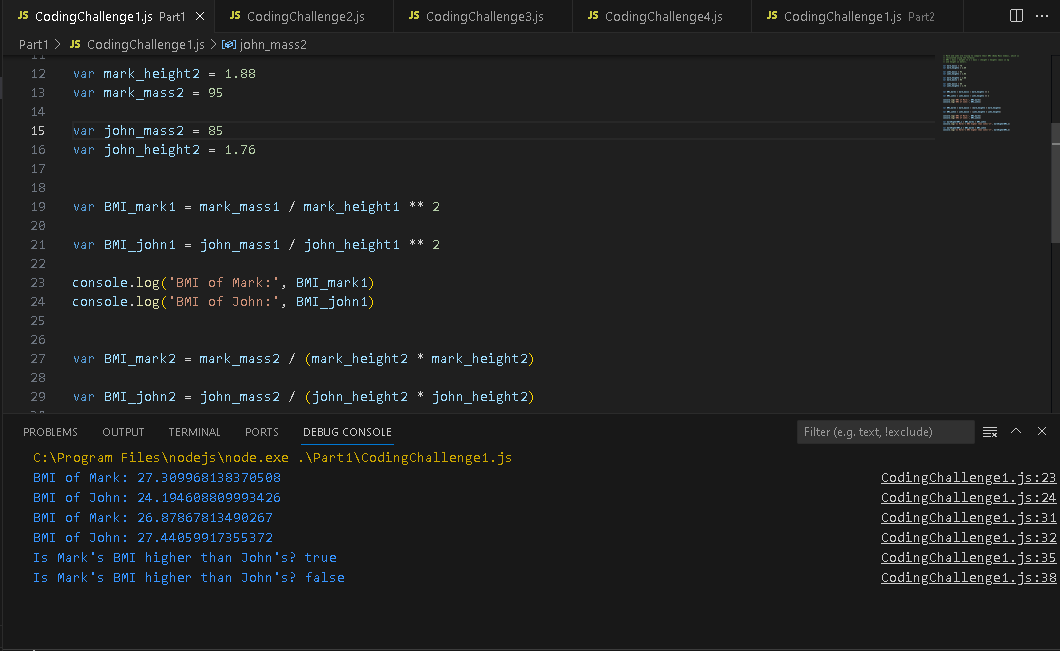 JS CodingChallenge1.js Part1 × JS CodingChallenge2.js JS CodingChallenge3.js JS CodingChallenge4.js JS CodingChallenge1.js Part2
Part1 > JS CodingChallenge1.js > john_mass2
11
12 var mark_height2 = 1.88
13 var mark_mass2 = 95
14
15 var john_mass2 = 85
16 var john_height2 = 1.76
17
18
19 var BMI_mark1 = mark_mass1 / mark_height1 ** 2
20
21 var BMI_john1 = john_mass1 / john_height1 ** 2
22
23 console.log('BMI of Mark:', BMI_mark1)
24 console.log('BMI of John:', BMI_john1)
25
26
27 var BMI_mark2 = mark_mass2 / (mark_height2 * mark_height2)
28
29 var BMI_john2 = john_mass2 / (john_height2 * john_height2)
PROBLEMS OUTPUT TERMINAL PORTS DEBUG CONSOLE Filter (e.g. text, !exclude)
C:\Program Files\nodejs\node.exe .\Part1\CodingChallenge1.js
BMI of Mark: 27.309968138370508 CodingChallenge1.js:23
BMI of John: 24.194608809993426 CodingChallenge1.js:24
BMI of Mark: 26.87867813490267 CodingChallenge1.js:31
BMI of John: 27.44059917355372 CodingChallenge1.js:32
Is Mark's BMI higher than John's? true CodingChallenge1.js:35
Is Mark's BMI higher than John's? false CodingChallenge1.js:38